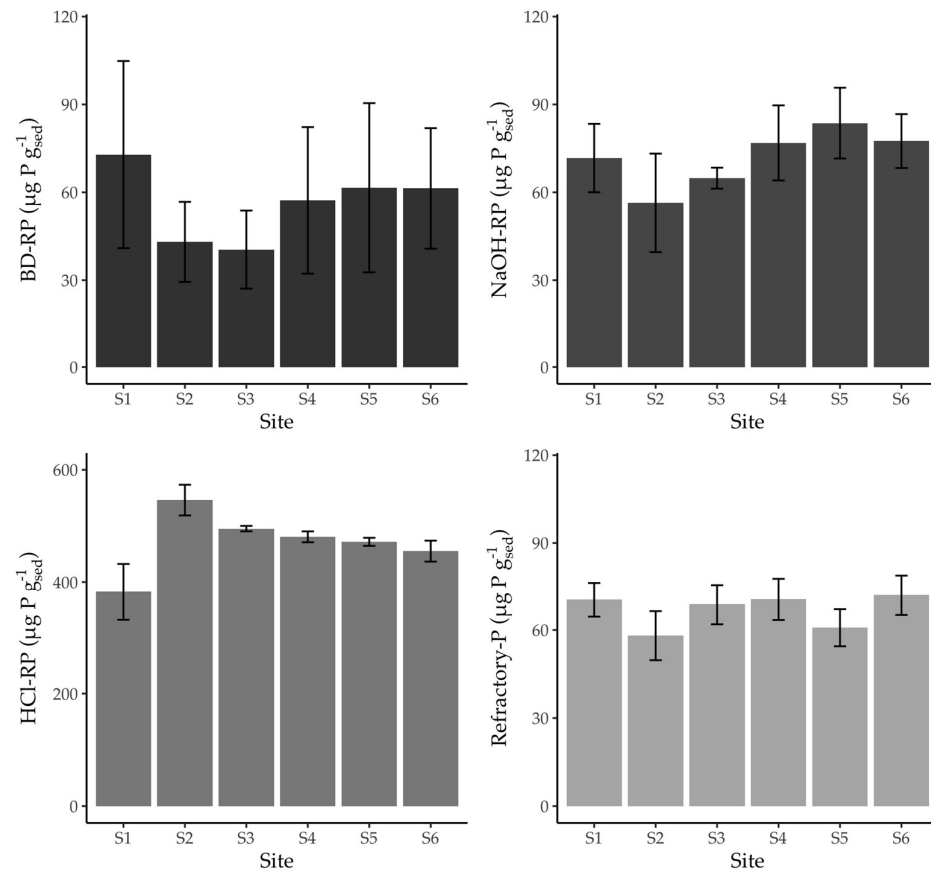 120
90
60
30
0
BD-RP (µg P g⁻¹sed)
S1 S2 S3 S4 S5 S6
Site
120
90
60
30
0
NaOH-RP (µg P g⁻¹sed)
S1 S2 S3 S4 S5 S6
Site
600
400
200
0
HCl-RP (µg P g⁻¹sed)
S1 S2 S3 S4 S5 S6
Site
120
90
60
30
0
Refractory-P (µg P g⁻¹sed)
S1 S2 S3 S4 S5 S6
Site